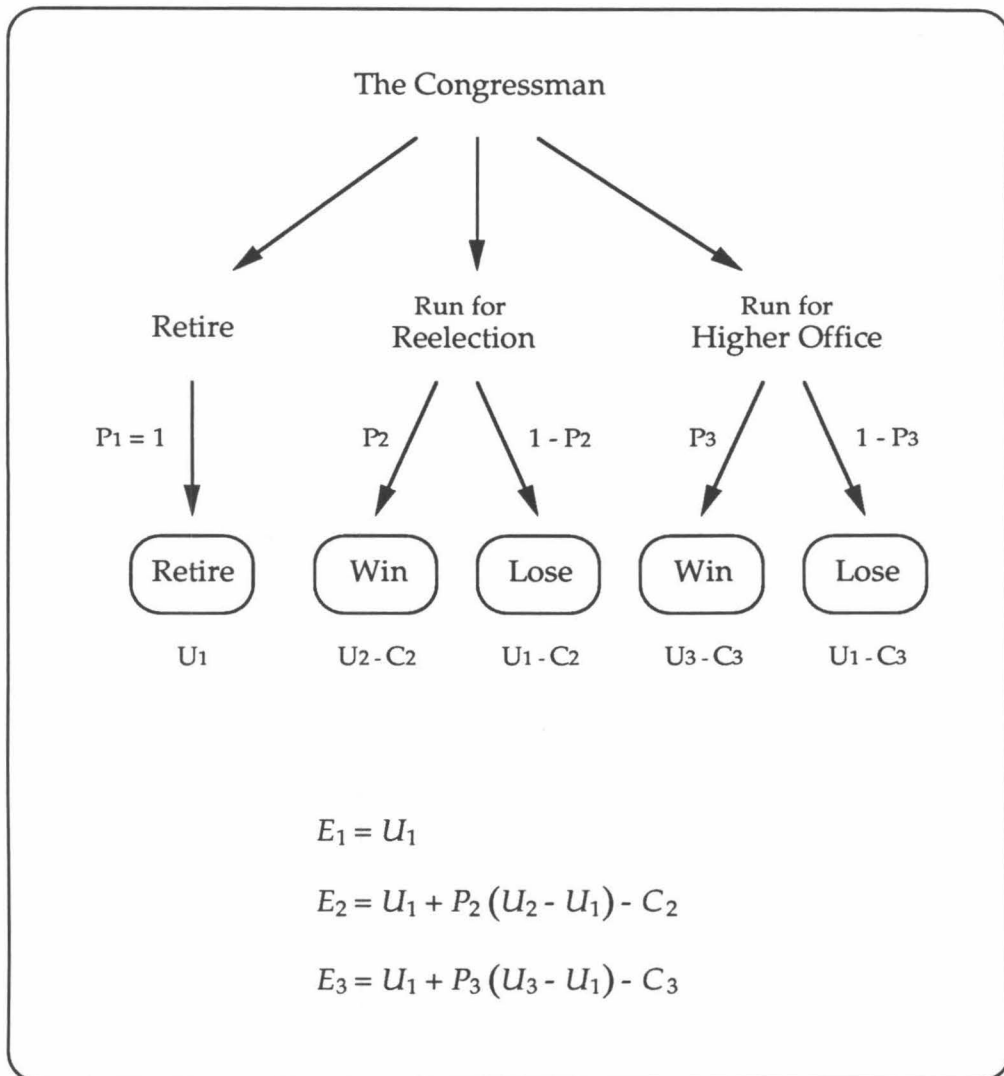 The Congressman
Retire
Run for
Reelection
Run for
Higher Office
P1 = 1
P2
1 - P2
P3
1 - P3
Retire
Win
Lose
Win
Lose
U1
U2 - C2
U1 - C2
U3 - C3
U1 - C3
E1 = U1
E2 = U1 + P2 (U2 - U1) - C2
E3 = U1 + P3 (U3 - U1) - C3